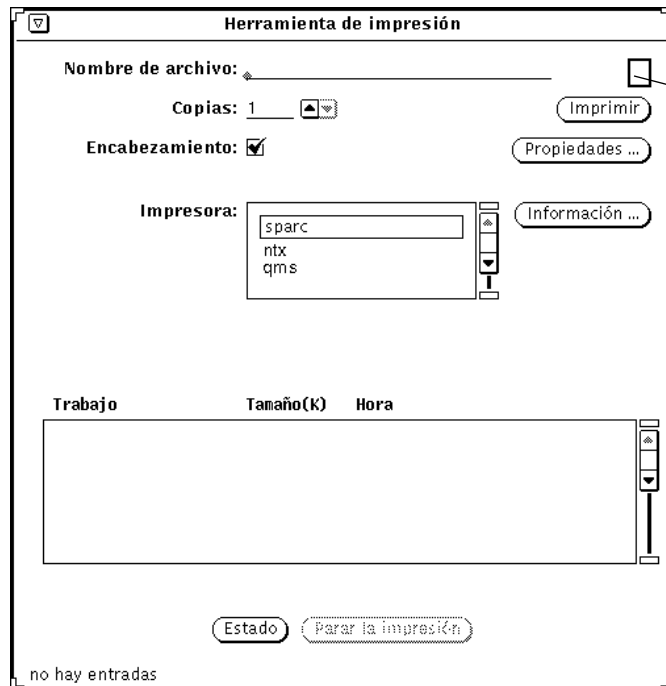 Herramienta de impresión
Nombre de archivo:
Copias: 1
Imprimir
Encabezamiento:
Propiedades ...
Impresora:
Información ...
sparc
ntx
qms
Trabajo Tamaño(K) Hora
Estado Parar la impresión
no hay entradas